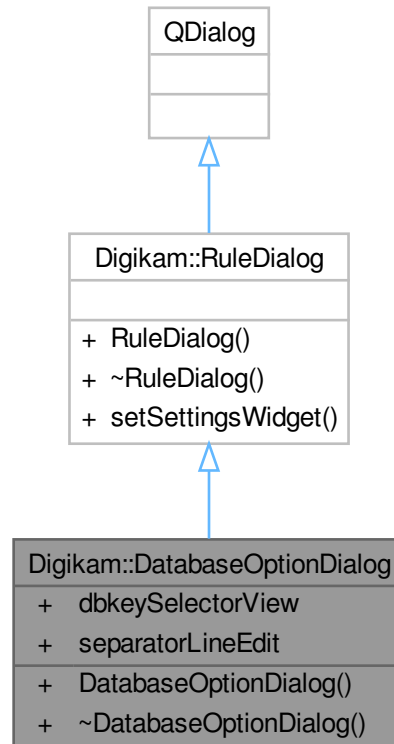 QDialog
Digikam::RuleDialog
+ RuleDialog()
+ ~RuleDialog()
+ setSettingsWidget()
Digikam::DatabaseOptionDialog
+ dbkeySelectorView
+ separatorLineEdit
+ DatabaseOptionDialog()
+ ~DatabaseOptionDialog()